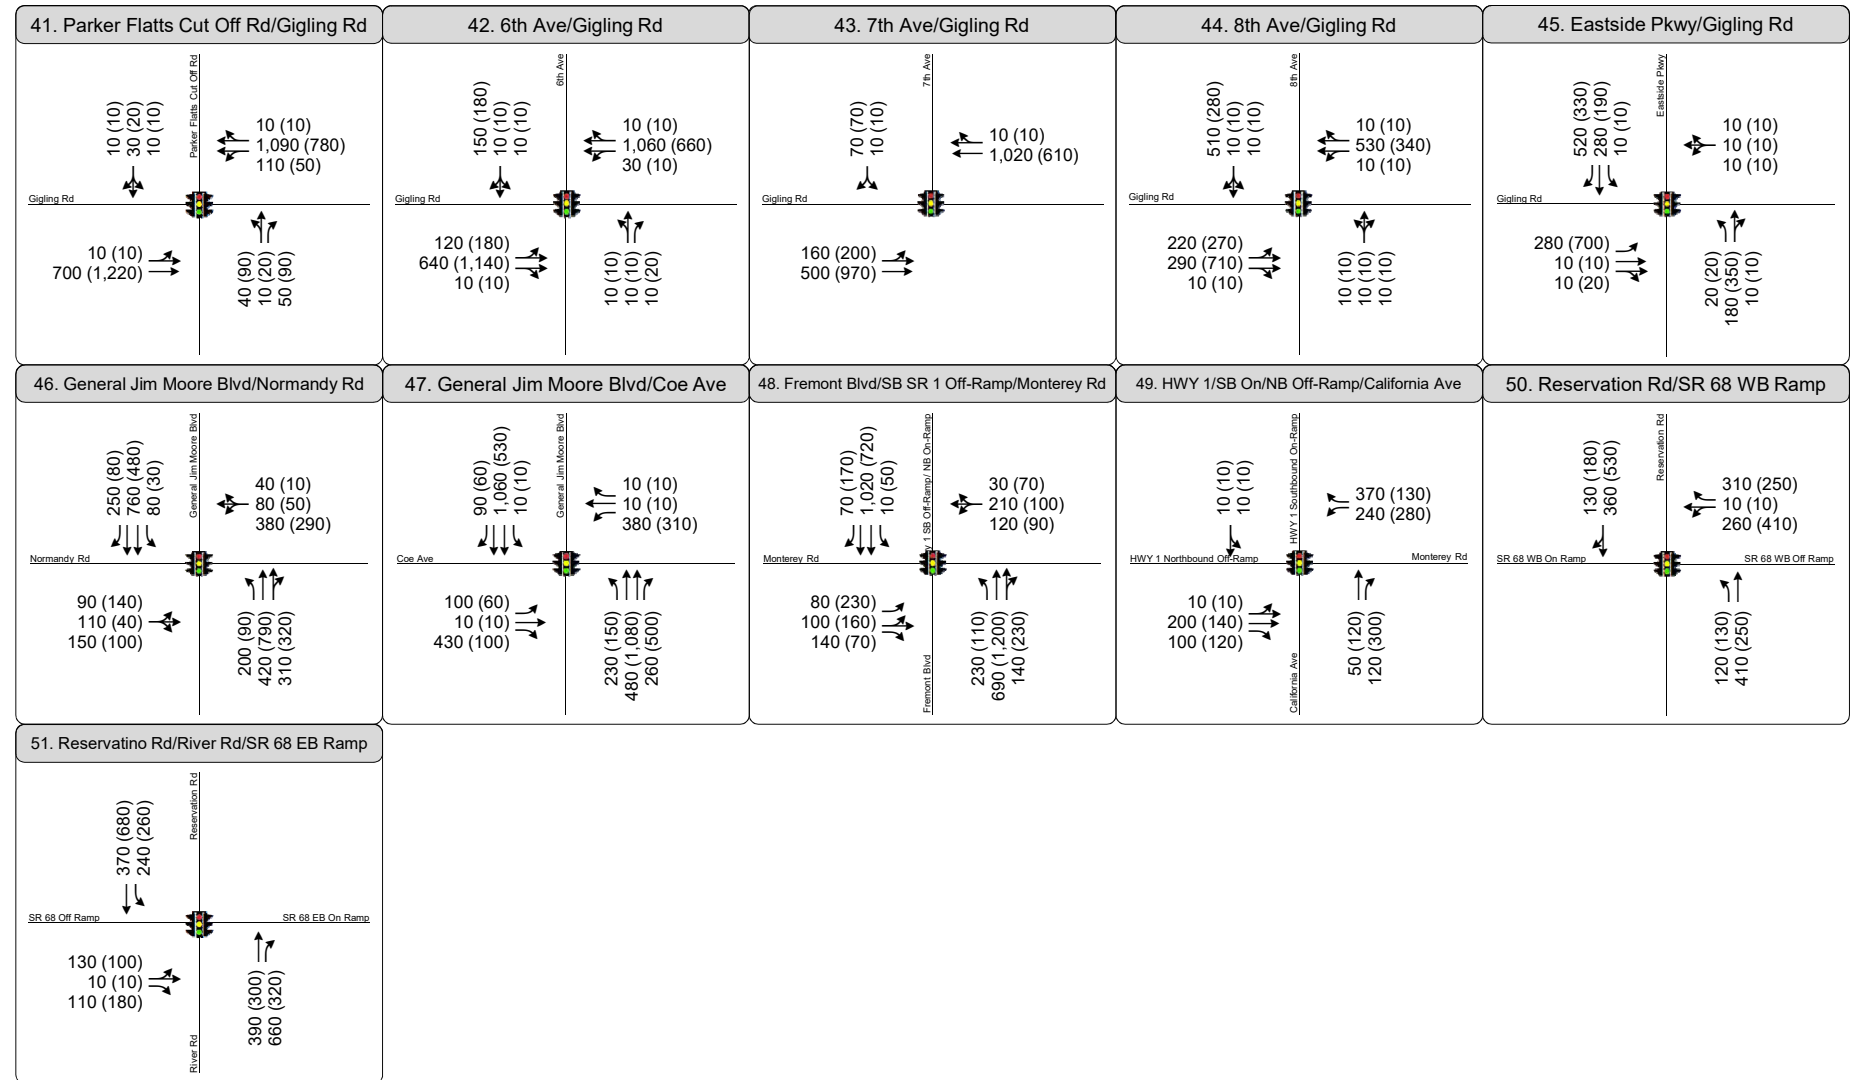 41. Parker Flatts Cut Off Rd/Gigling Rd
Parker Flatts Cut Off Rd
10 (10)
30 (20)
10 (10)
10 (10)
1,090 (780)
110 (50)
Gigling Rd
10 (10)
700 (1,220)
40 (90)
10 (20)
50 (90)
42. 6th Ave/Gigling Rd
6th Ave
150 (180)
10 (10)
10 (10)
10 (10)
1,060 (660)
30 (10)
Gigling Rd
120 (180)
640 (1,140)
10 (10)
10 (10)
10 (10)
10 (20)
43. 7th Ave/Gigling Rd
7th Ave
70 (70)
10 (10)
10 (10)
1,020 (610)
Gigling Rd
160 (200)
500 (970)
44. 8th Ave/Gigling Rd
8th Ave
510 (280)
10 (10)
10 (10)
10 (10)
530 (340)
10 (10)
Gigling Rd
220 (270)
290 (710)
10 (10)
10 (10)
10 (10)
10 (10)
45. Eastside Pkwy/Gigling Rd
Eastside Pkwy
520 (330)
280 (190)
10 (10)
10 (10)
10 (10)
10 (10)
Gigling Rd
280 (700)
10 (10)
10 (20)
20 (20)
180 (350)
10 (10)
46. General Jim Moore Blvd/Normandy Rd
General Jim Moore Blvd
250 (80)
760 (480)
80 (30)
40 (10)
80 (50)
380 (290)
Normandy Rd
90 (140)
110 (40)
150 (100)
200 (90)
420 (790)
310 (320)
47. General Jim Moore Blvd/Coe Ave
General Jim Moore Blvd
90 (60)
1,060 (530)
10 (10)
10 (10)
10 (10)
380 (310)
Coe Ave
100 (60)
10 (10)
430 (100)
230 (150)
480 (1,080)
260 (500)
48. Fremont Blvd/SB SR 1 Off-Ramp/Monterey Rd
y 1 SB Off-Ramp/ NB On-Ramp
70 (170)
1,020 (720)
10 (50)
30 (70)
210 (100)
120 (90)
Monterey Rd
80 (230)
100 (160)
140 (70)
Fremont Blvd
230 (110)
690 (1,200)
140 (230)
49. HWY 1/SB On/NB Off-Ramp/California Ave
HWY 1 Southbound On-Ramp
10 (10)
10 (10)
370 (130)
240 (280)
HWY 1 Northbound Off-Ramp
Monterey Rd
10 (10)
200 (140)
100 (120)
California Ave
50 (120)
120 (300)
50. Reservation Rd/SR 68 WB Ramp
Reservation Rd
130 (180)
360 (530)
310 (250)
10 (10)
260 (410)
SR 68 WB On Ramp
SR 68 WB Off Ramp
120 (130)
410 (250)
51. Reservatino Rd/River Rd/SR 68 EB Ramp
Reservation Rd
370 (680)
240 (260)
SR 68 Off Ramp
SR 68 EB On Ramp
130 (100)
10 (10)
110 (180)
River Rd
390 (300)
660 (320)